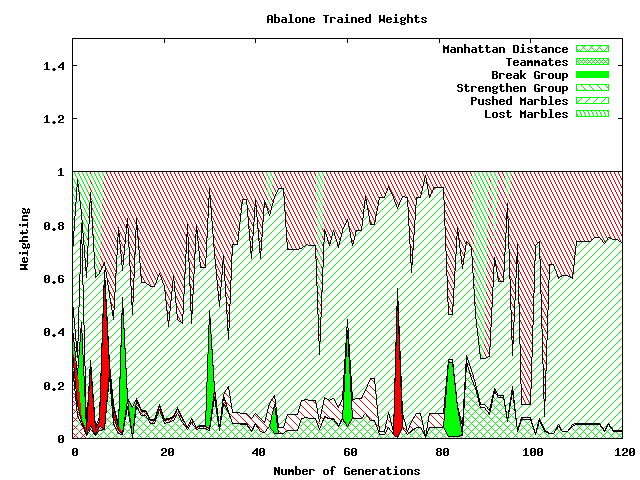 Abalone Trained Weights
Manhattan Distance
Teammates
Break Group
Strengthen Group
Pushed Marbles
Lost Marbles
1.4
1.2
1
0.8
0.6
0.4
0.2
0
Weighting
0 20 40 60 80 100 120
Number of Generations